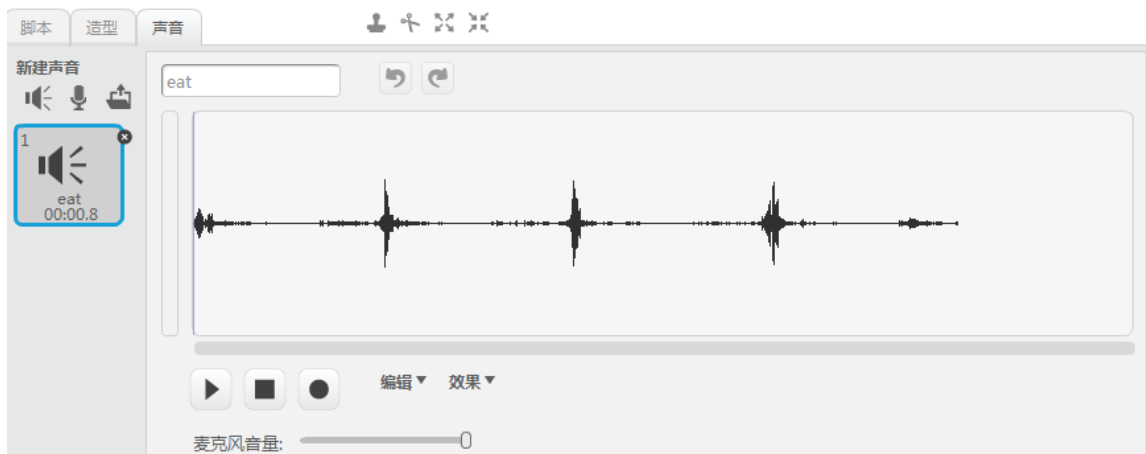 脚本 造型 声音
新建声音
eat
1
eat
00:00.8
编辑▼ 效果▼
麦克风音量: